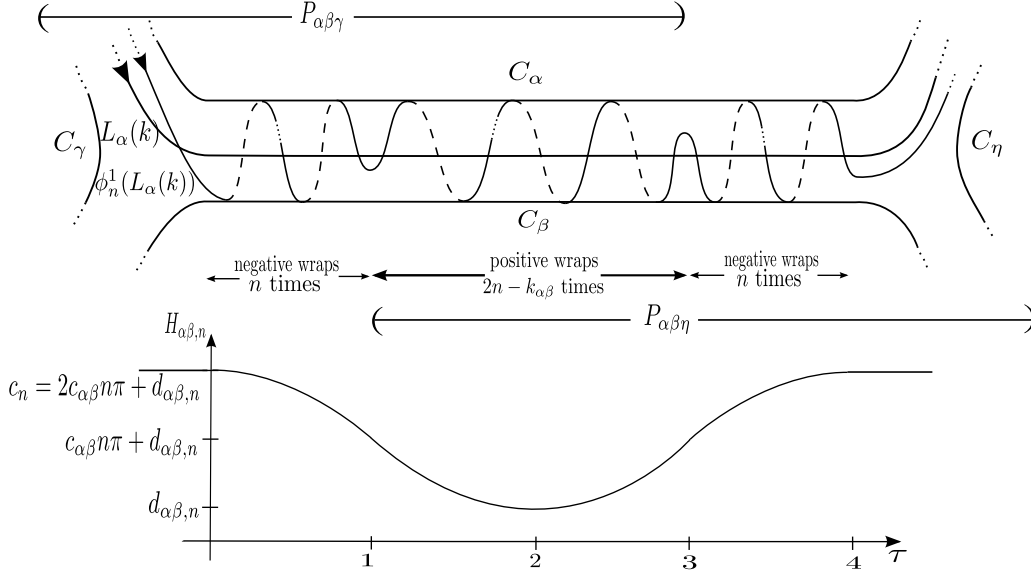 P_{αβγ}
C_α
C_γ
L_α(k)
C_η
ϕ_n^1(L_α(k))
C_β
negative wraps
n times
positive wraps
2n − k_{αβ} times
negative wraps
n times
P_{αβη}
H_{αβ,n}
c_n = 2c_{αβ}nπ + d_{αβ,n}
c_{αβ}nπ + d_{αβ,n}
d_{αβ,n}
1
2
3
4
τ